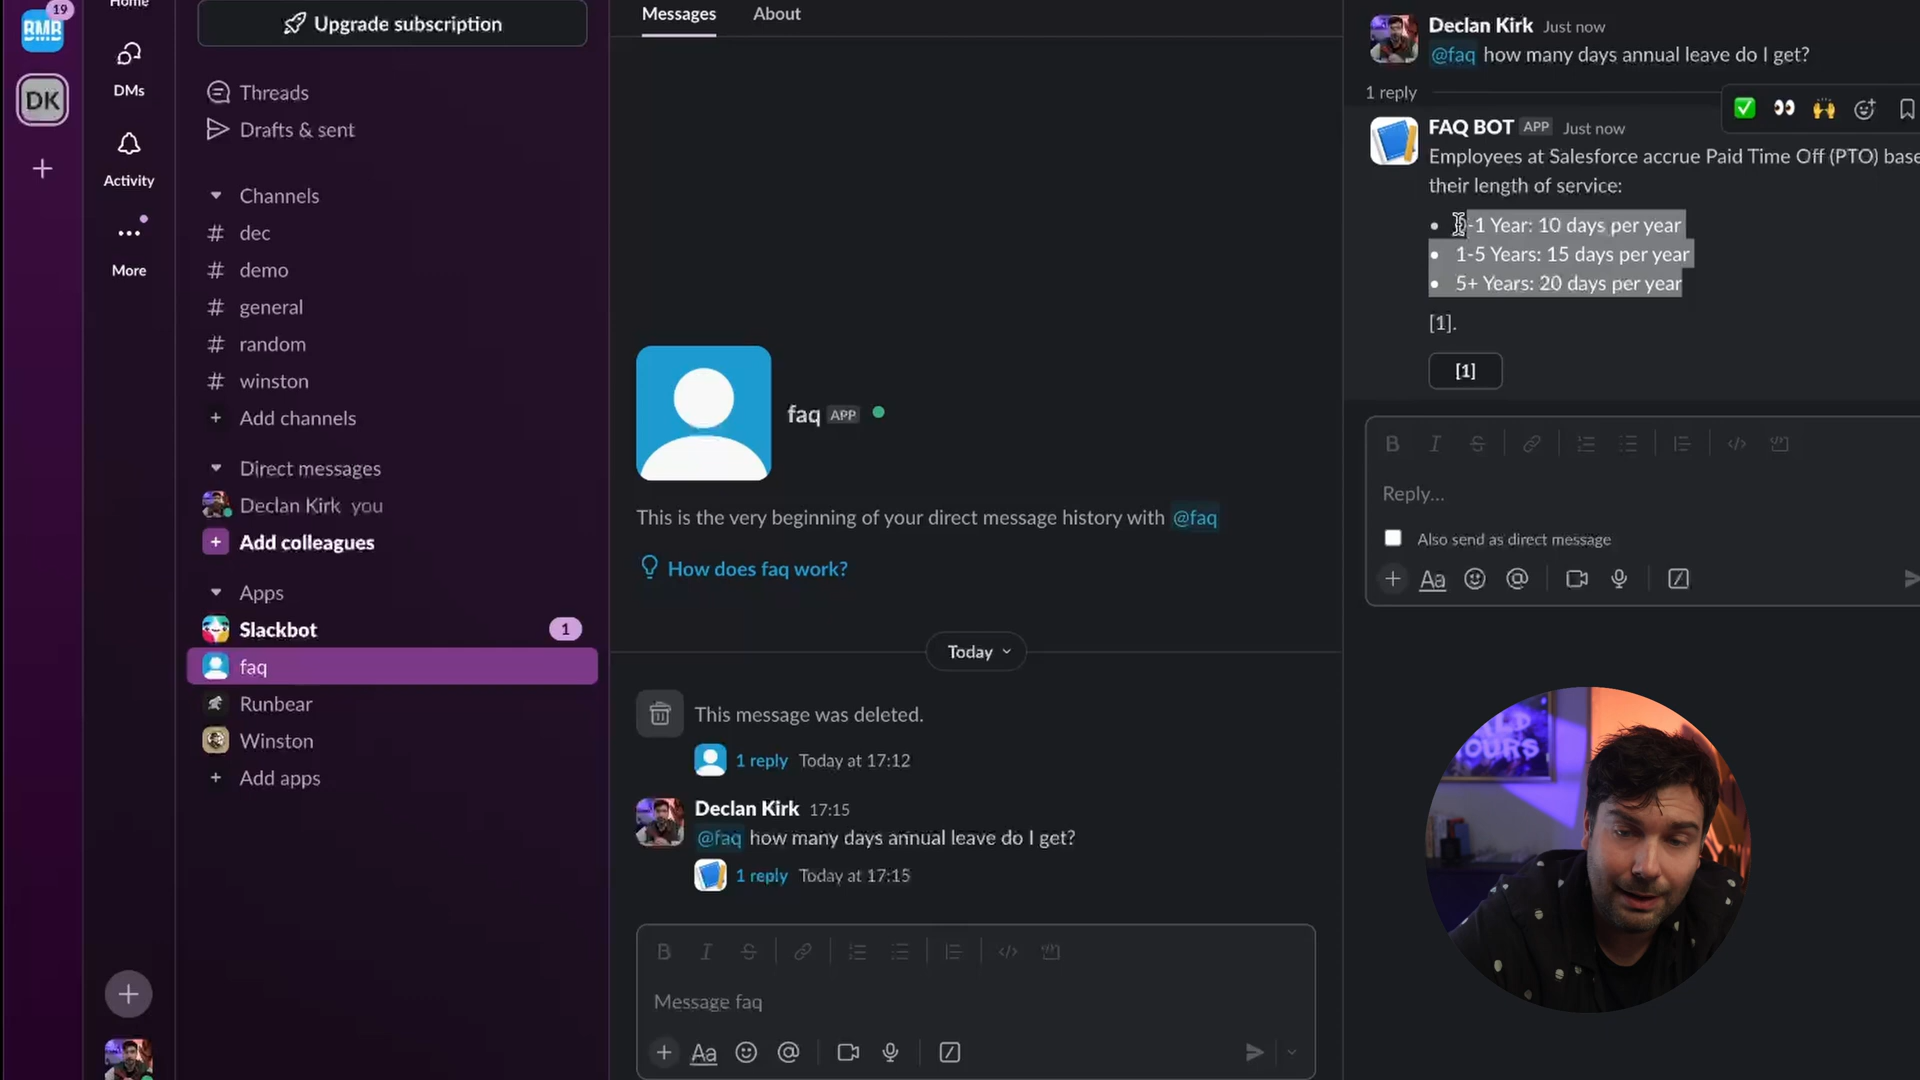 19
BMB
DK
Home
DMs
Activity
More
Upgrade subscription
Threads
Drafts & sent
Channels
# dec
# demo
# general
# random
# winston
+ Add channels
Direct messages
Declan Kirk you
+ Add colleagues
Apps
Slackbot 1
faq
Runbear
Winston
+ Add apps
Messages About
faq APP
This is the very beginning of your direct message history with @faq
How does faq work?
Today
This message was deleted.
1 reply Today at 17:12
Declan Kirk 17:15
@faq how many days annual leave do I get?
1 reply Today at 17:15
Message faq
Aa
Declan Kirk Just now
@faq how many days annual leave do I get?
1 reply
FAQ BOT APP Just now
Employees at Salesforce accrue Paid Time Off (PTO)
their length of service:
• -1 Year: 10 days per year
• 1-5 Years: 15 days per year
• 5+ Years: 20 days per year
[1].
[1]
Reply...
Also send as direct message
Aa